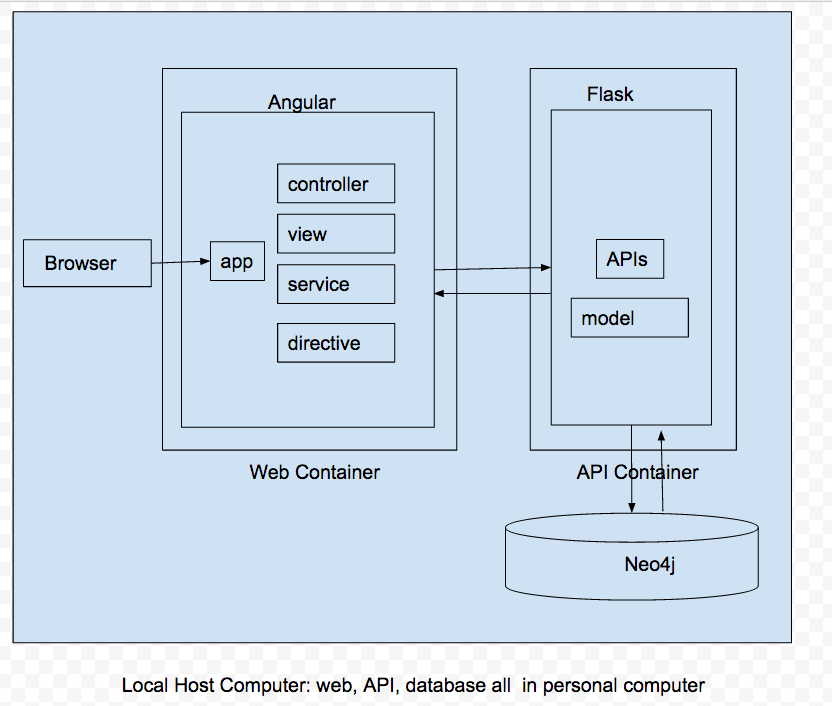 Angular
Flask
controller
view
Browser
app
service
directive
APIs
model
Web Container
API Container
Neo4j
Local Host Computer: web, API, database all in personal computer